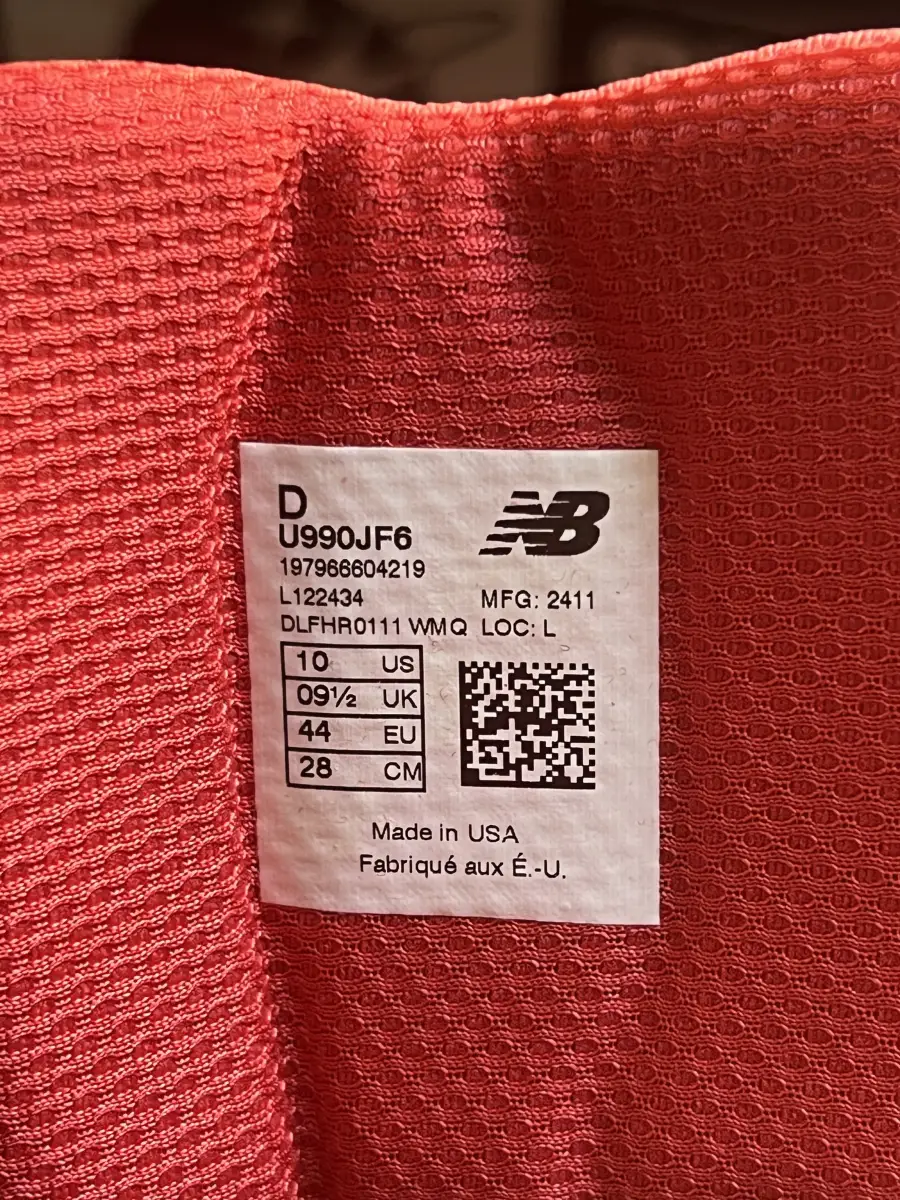 D
NB
U990JF6
197966604219
L122434 MFG: 2411
DLFHR0111 WMQ LOC: L
10 US
09½ UK
44 EU
28 CM
Made in USA
Fabriqué aux É.-U.